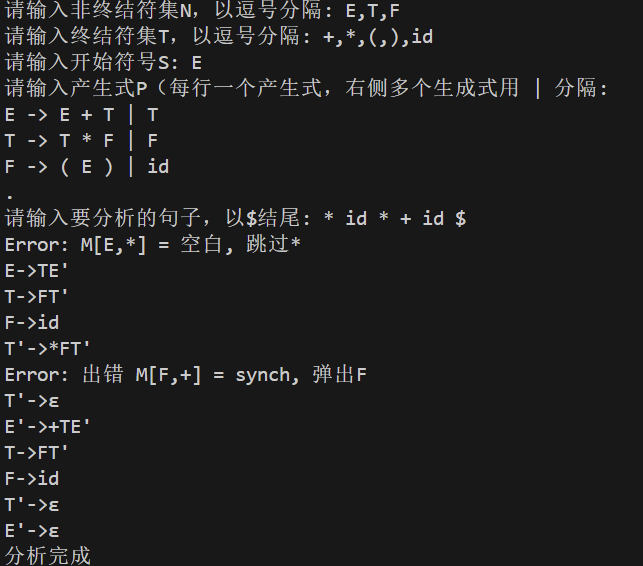 请输入非终结符集N，以逗号分隔: E,T,F
请输入终结符集T，以逗号分隔: +,*,(,),id
请输入开始符号S: E
请输入产生式P（每行一个产生式，右侧多个生成式用 | 分隔:
E -> E + T | T
T -> T * F | F
F -> ( E ) | id
.
请输入要分析的句子，以$结尾: * id * + id $
Error: M[E,*] = 空白, 跳过*
E->TE'
T->FT'
F->id
T'->*FT'
Error: 出错 M[F,+] = synch, 弹出F
T'->ε
E'->+TE'
T->FT'
F->id
T'->ε
E'->ε
分析完成